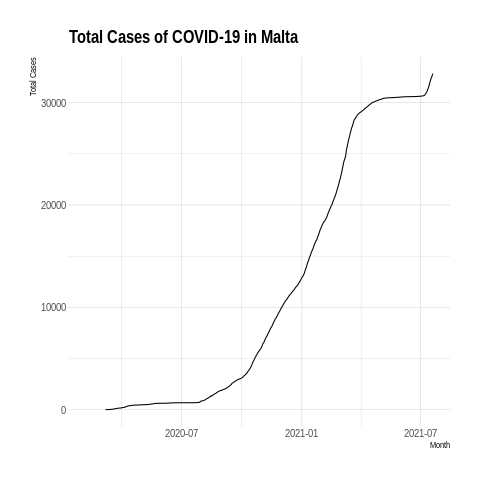 Total Cases of COVID-19 in Malta
Total Cases
30000
20000
10000
0
2020-07 2021-01 2021-07
Month